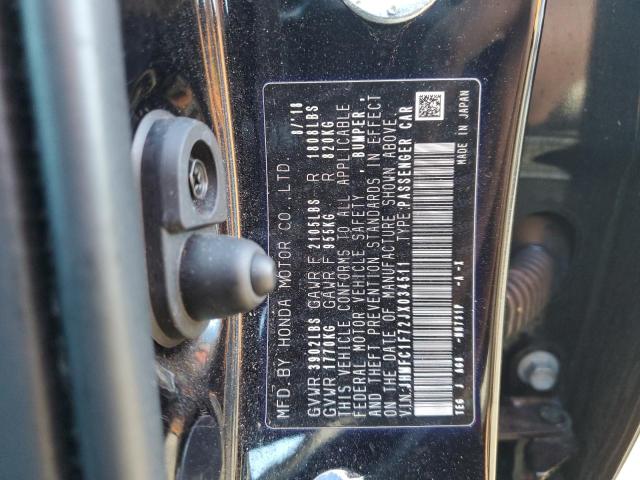 MFD. BY HONDA MOTOR CO., LTD. 8/'18
GVWR 3902LBS GAWR F 2105LBS R 1808LBS
GVWR 1770KG GAWR F 955KG R 820KG
THIS VEHICLE CONFORMS TO ALL APPLICABLE
FEDERAL MOTOR VEHICLE SAFETY, BUMPER,
AND THEFT PREVENTION STANDARDS IN EFFECT
ON THE DATE OF MANUFACTURE SHOWN ABOVE.
V.I.N. TYPE:PASSENGER CAR
MADE IN JAPAN